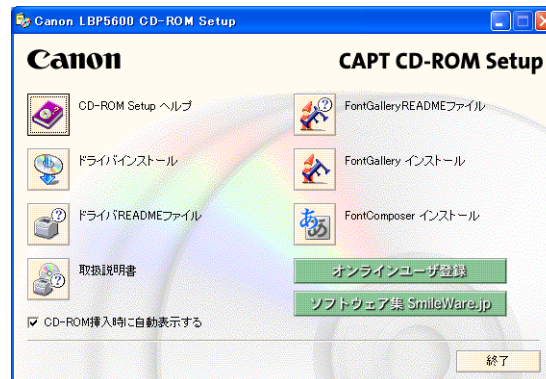 Canon LBP5600 CD-ROM Setup
Canon
CAPT CD-ROM Setup
CD-ROM Setup ヘルプ
ドライバインストール
ドライバREADMEファイル
取扱説明書
FontGalleryREADMEファイル
FontGallery インストール
FontComposer インストール
ああ
オンラインユーザ登録
ソフトウェア集 SmileWare.jp
CD-ROM挿入時に自動表示する
終了